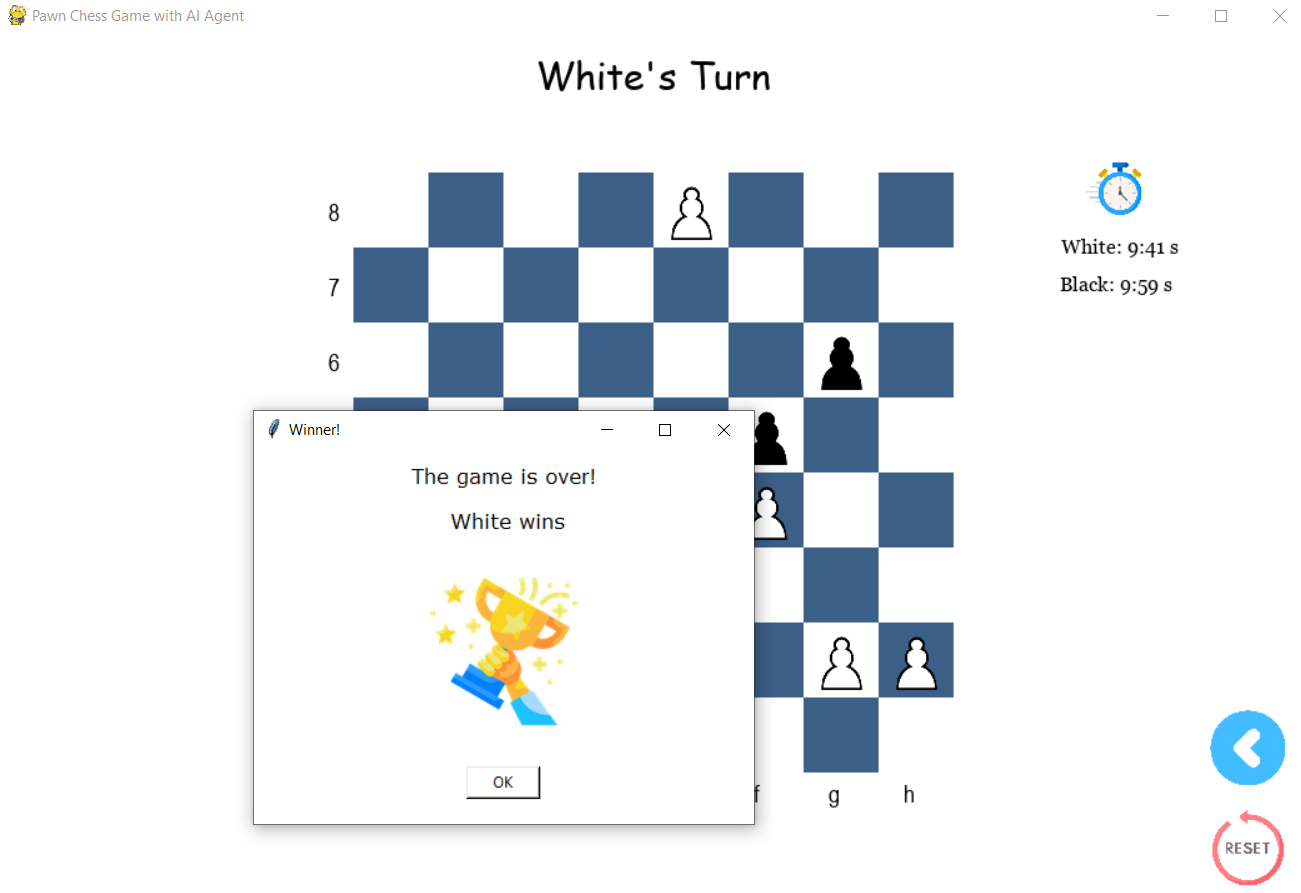 Pawn Chess Game with AI Agent
White's Turn
8
White: 9:41 s
7
Black: 9:59 s
6
Winner!
The game is over!
White wins
OK
f g h
RESET